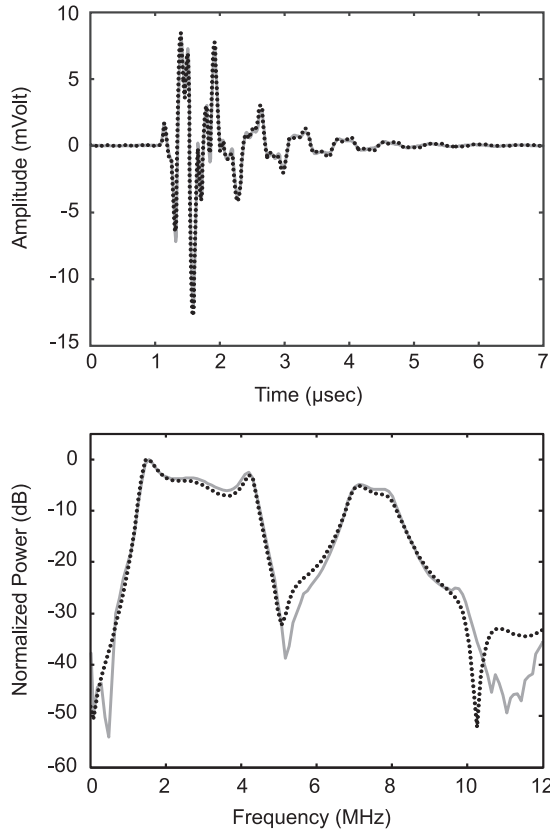 10
5
0
-5
-10
-15
Amplitude (mVolt)
0 1 2 3 4 5 6 7
Time (µsec)
0
-10
-20
-30
-40
-50
-60
Normalized Power (dB)
0 2 4 6 8 10 12
Frequency (MHz)